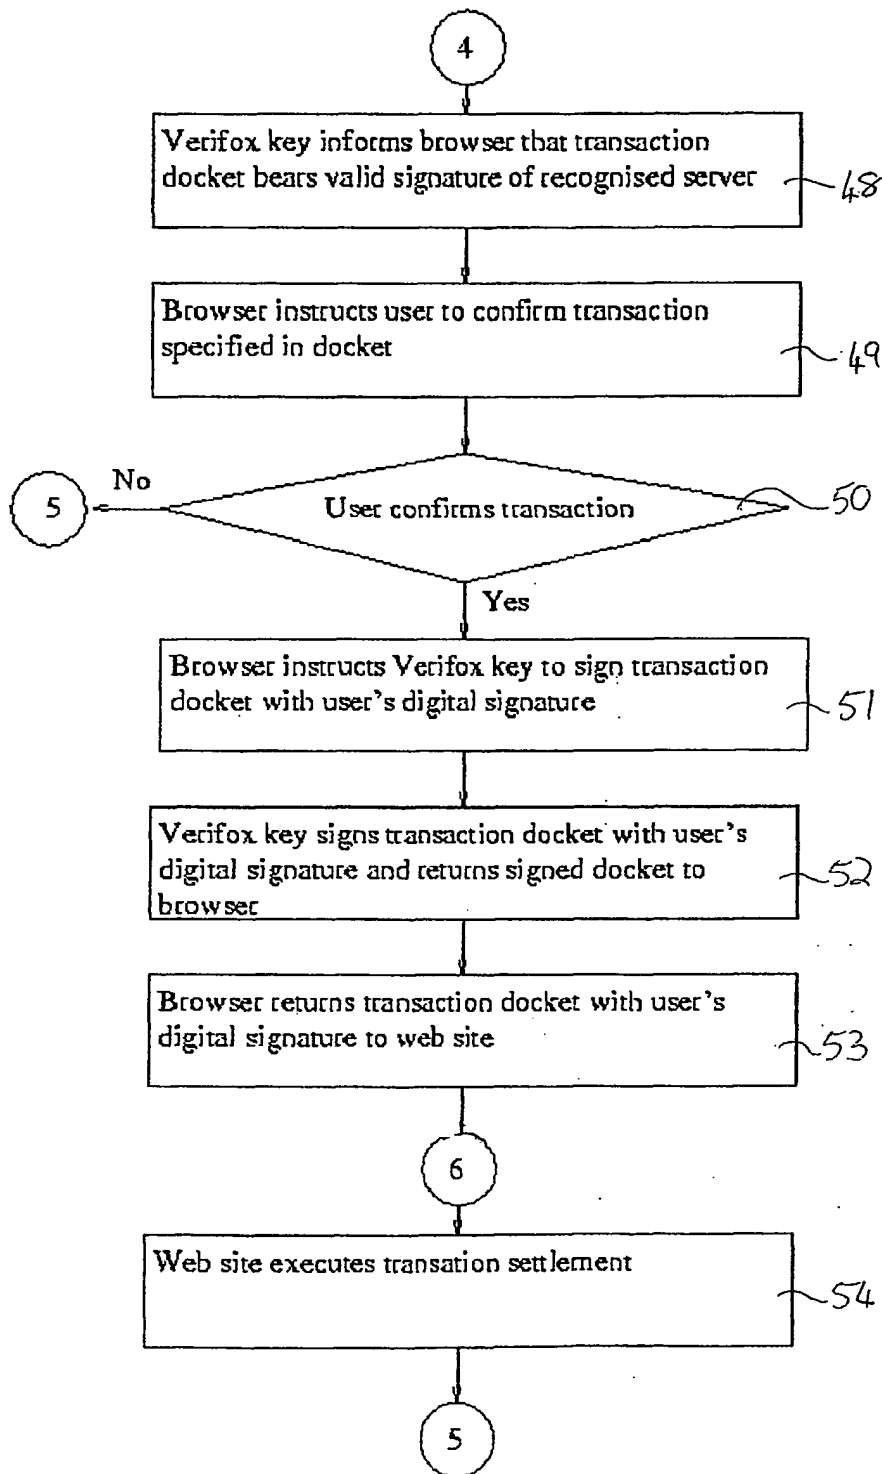 4
Verifox key informs browser that transaction
docket bears valid signature of recognised server
48
Browser instructs user to confirm transaction
specified in docket
49
No
5
User confirms transaction
50
Yes
Browser instructs Verifox key to sign transaction
docket with user's digital signature
51
Verifox key signs transaction docket with user's
digital signature and returns signed docket to
browser
52
Browser returns transaction docket with user's
digital signature to web site
53
6
Web site executes transation settlement
54
5